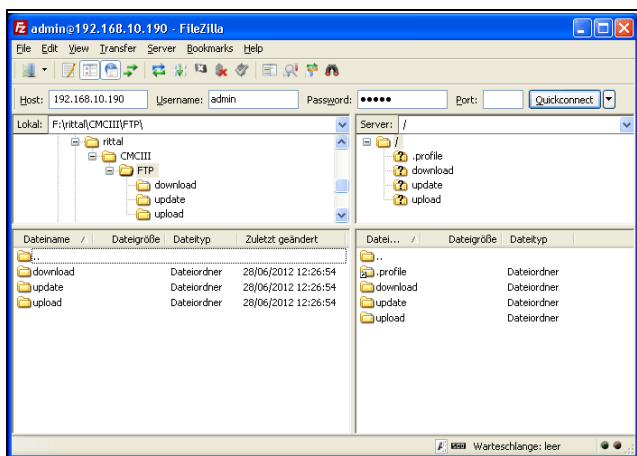 admin@192.168.10.190 - FileZilla
File Edit View Transfer Server Bookmarks Help
Host: 192.168.10.190 Username: admin Password: ●●●●● Port: Quickconnect
Lokal: F:\rittal\CMCIII\FTP\
rittal
CMCIII
FTP
download
update
upload
Server: /
/
.profile
download
update
upload
Dateiname / Dateigröße Dateityp Zuletzt geändert
..
download Dateiordner 28/06/2012 12:26:54
update Dateiordner 28/06/2012 12:26:54
upload Dateiordner 28/06/2012 12:26:54
Datei... / Dateigröße Dateityp
..
.profile Dateiordner
download Dateiordner
update Dateiordner
upload Dateiordner
Warteschlange: leer